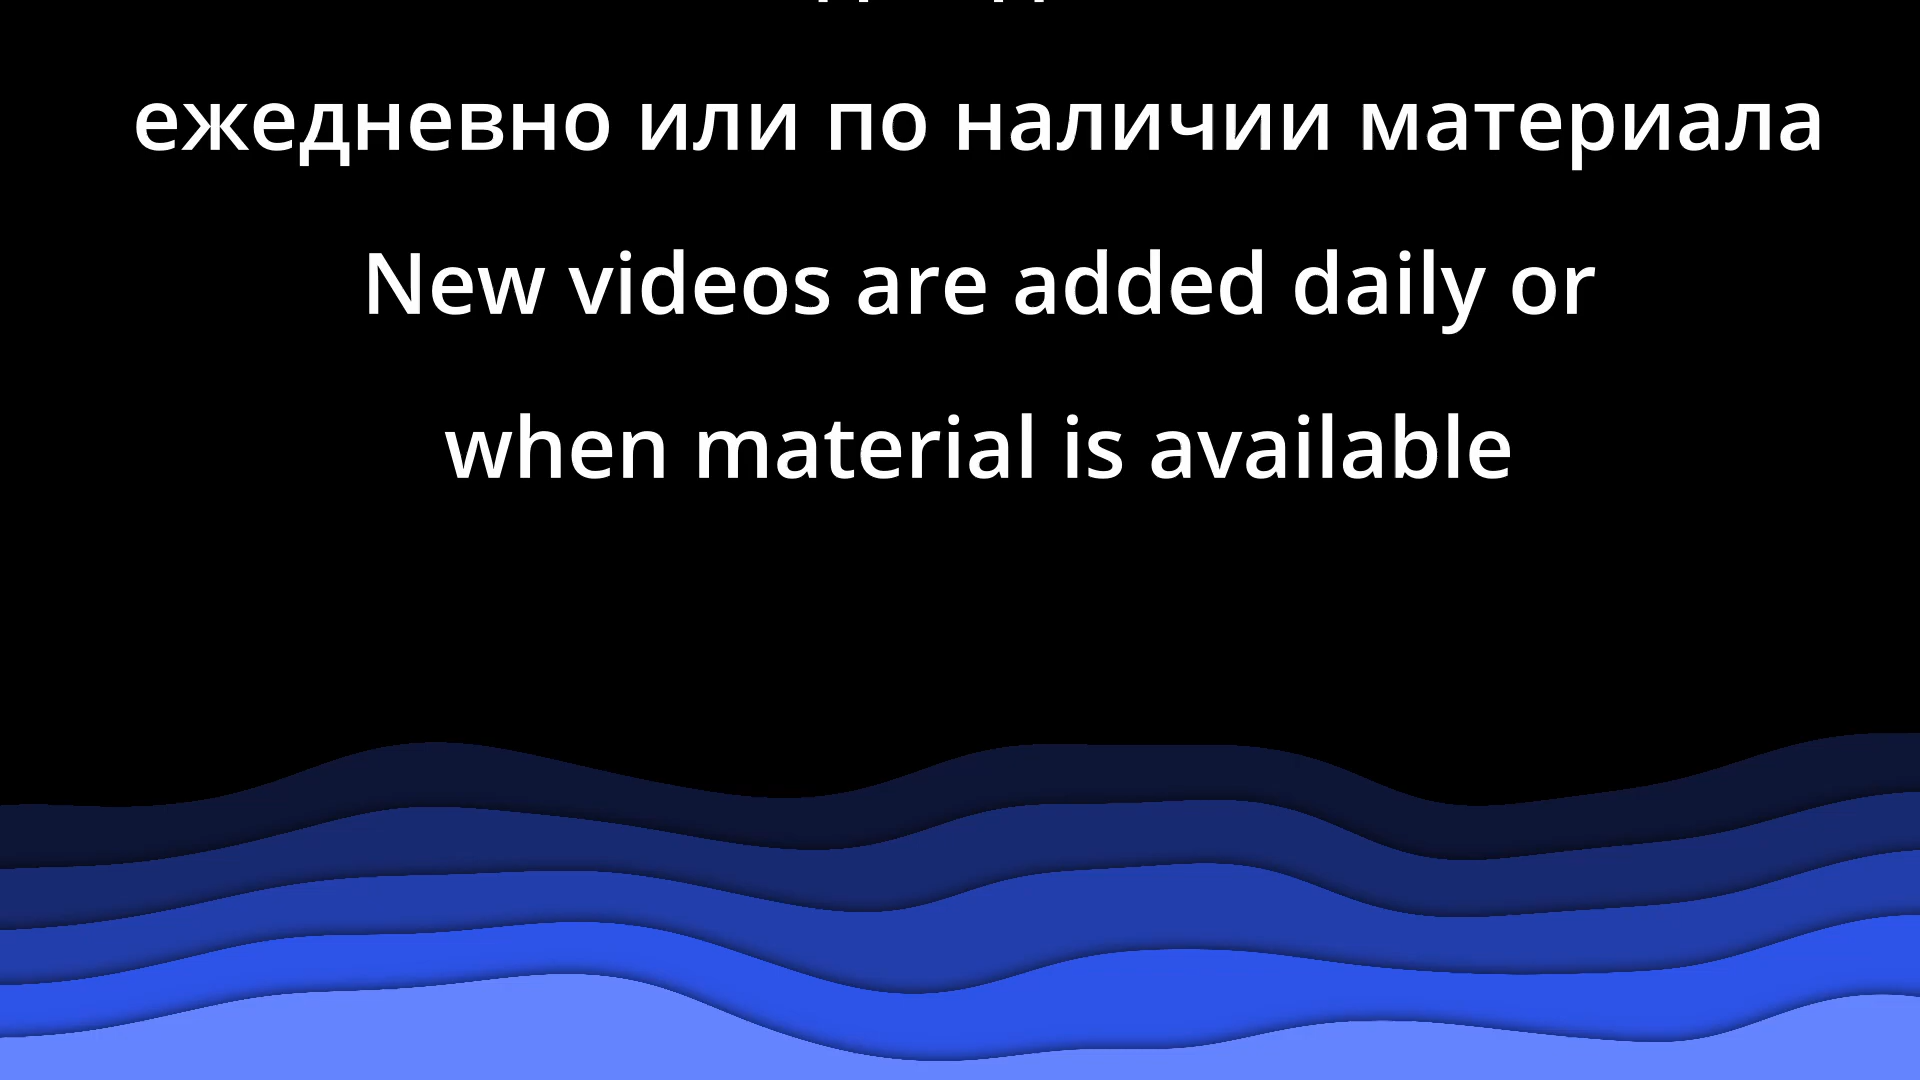 ежедневно или по наличии материала
New videos are added daily or
when material is available